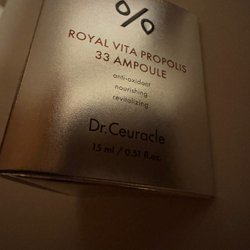 ROYAL VITA PROPOLIS
33 AMPOULE
anti-oxidant
nourishing
revitalizing
Dr.Ceuracle
15 ml / 0.51 fl.oz.